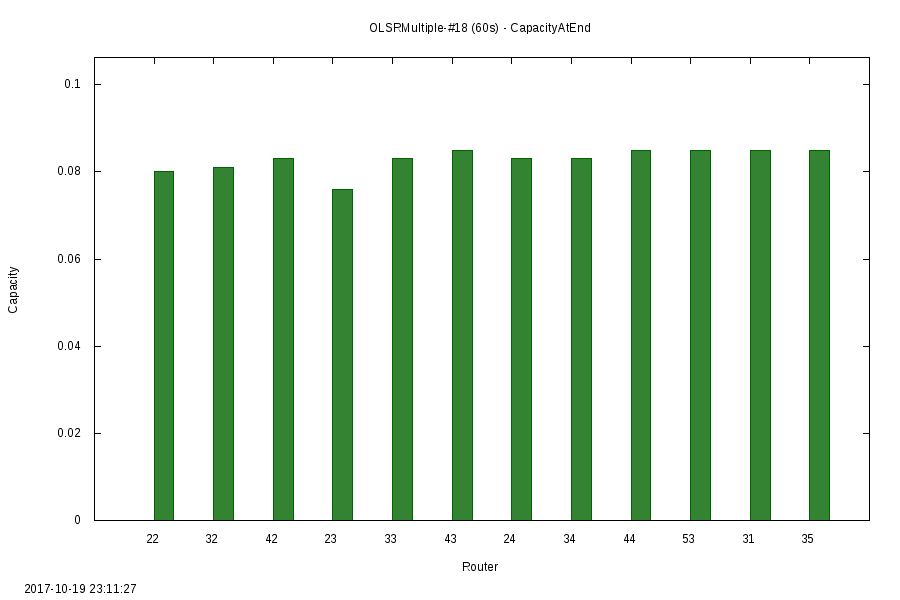 OLSRMultiple-#18 (60s) - CapacityAtEnd
0.1
0.08
0.06
0.04
0.02
0
Capacity
22 32 42 23 33 43 24 34 44 53 31 35
Router
2017-10-19 23:11:27